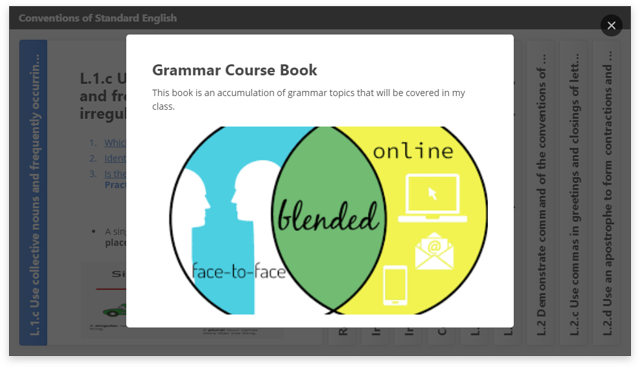 Conventions of Standard English
Grammar Course Book
This book is an accumulation of grammar topics that will be covered in my
class.
face-to-face
blended
online
@
L.1.c Use collective nouns and frequently occurrin...
L.1.c U
and fre
irregul
1. Which
2. Identi
3. Is the
Pract
A sing
place
L.2 Demonstrate command of the conventions of ...
L.2.c Use commas in greetings and closings of lett...
L.2.d Use an apostrophe to form contractions and ...